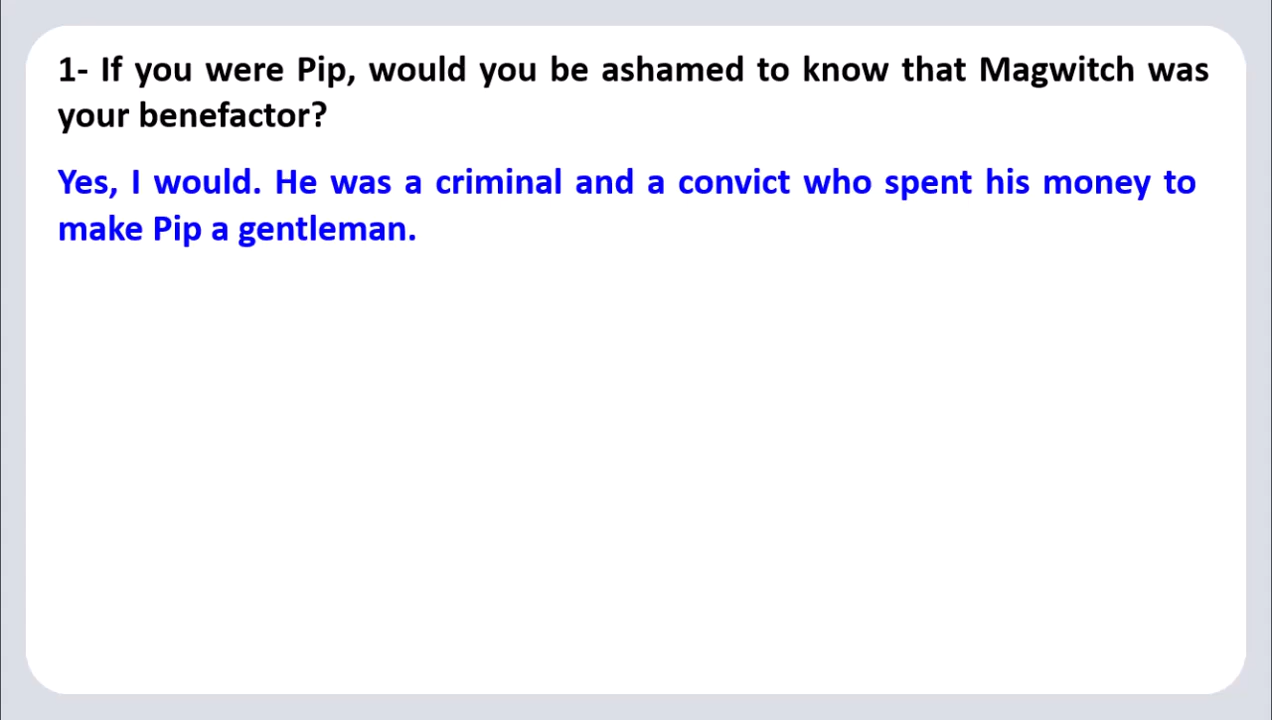 1- If you were Pip, would you be ashamed to know that Magwitch was
your benefactor?
Yes, I would. He was a criminal and a convict who spent his money to
make Pip a gentleman.